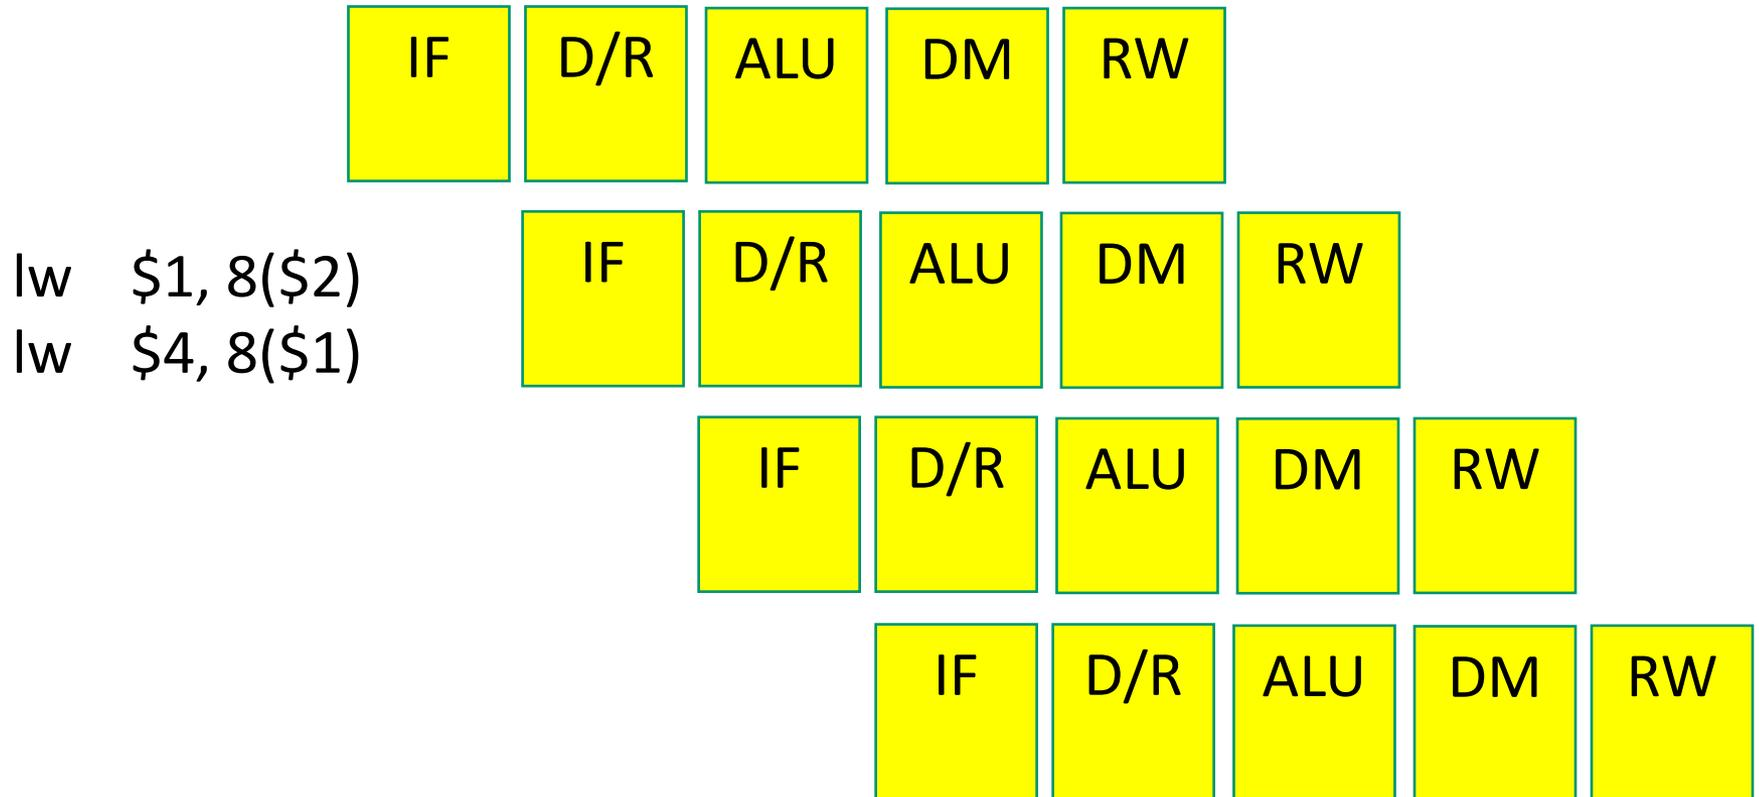 IF D/R ALU DM RW
IF D/R ALU DM RW
lw $1, 8($2)
lw $4, 8($1)
IF D/R ALU DM RW
IF D/R ALU DM RW